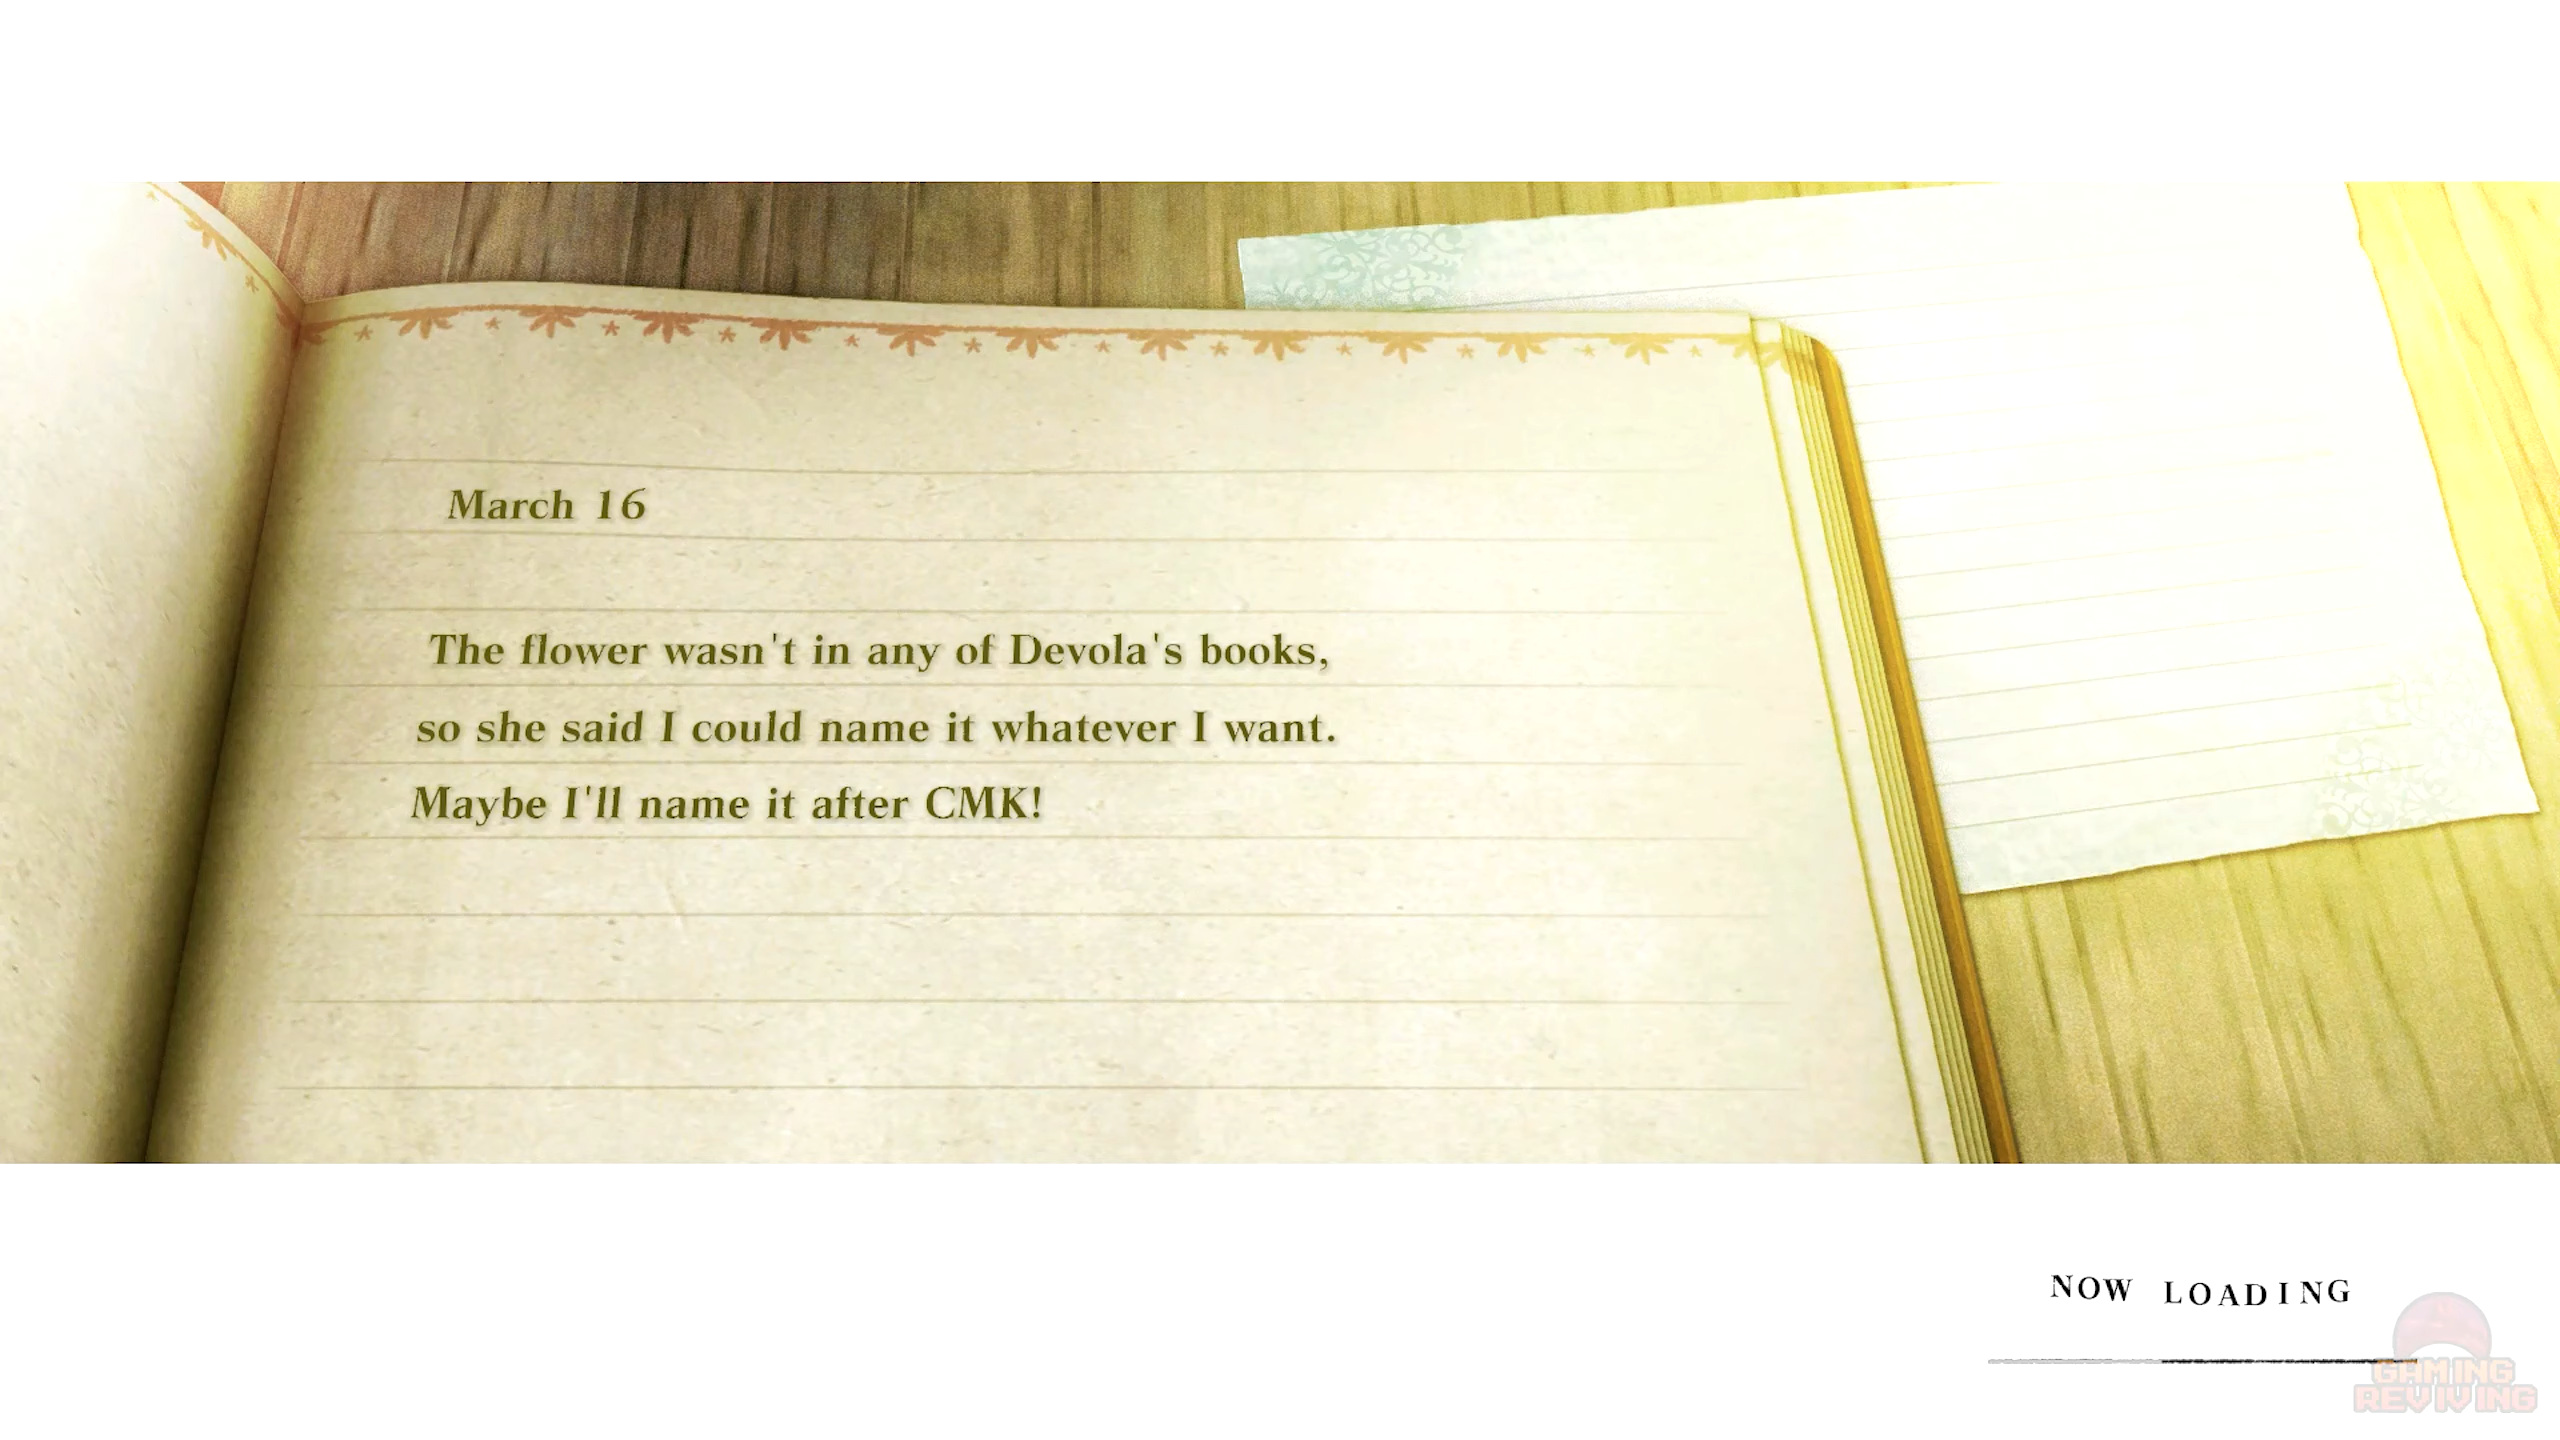 March 16
The flower wasn't in any of Devola's books,
so she said I could name it whatever I want.
Maybe I'll name it after CMK!
NOW LOADING
GAMING
REVIVING